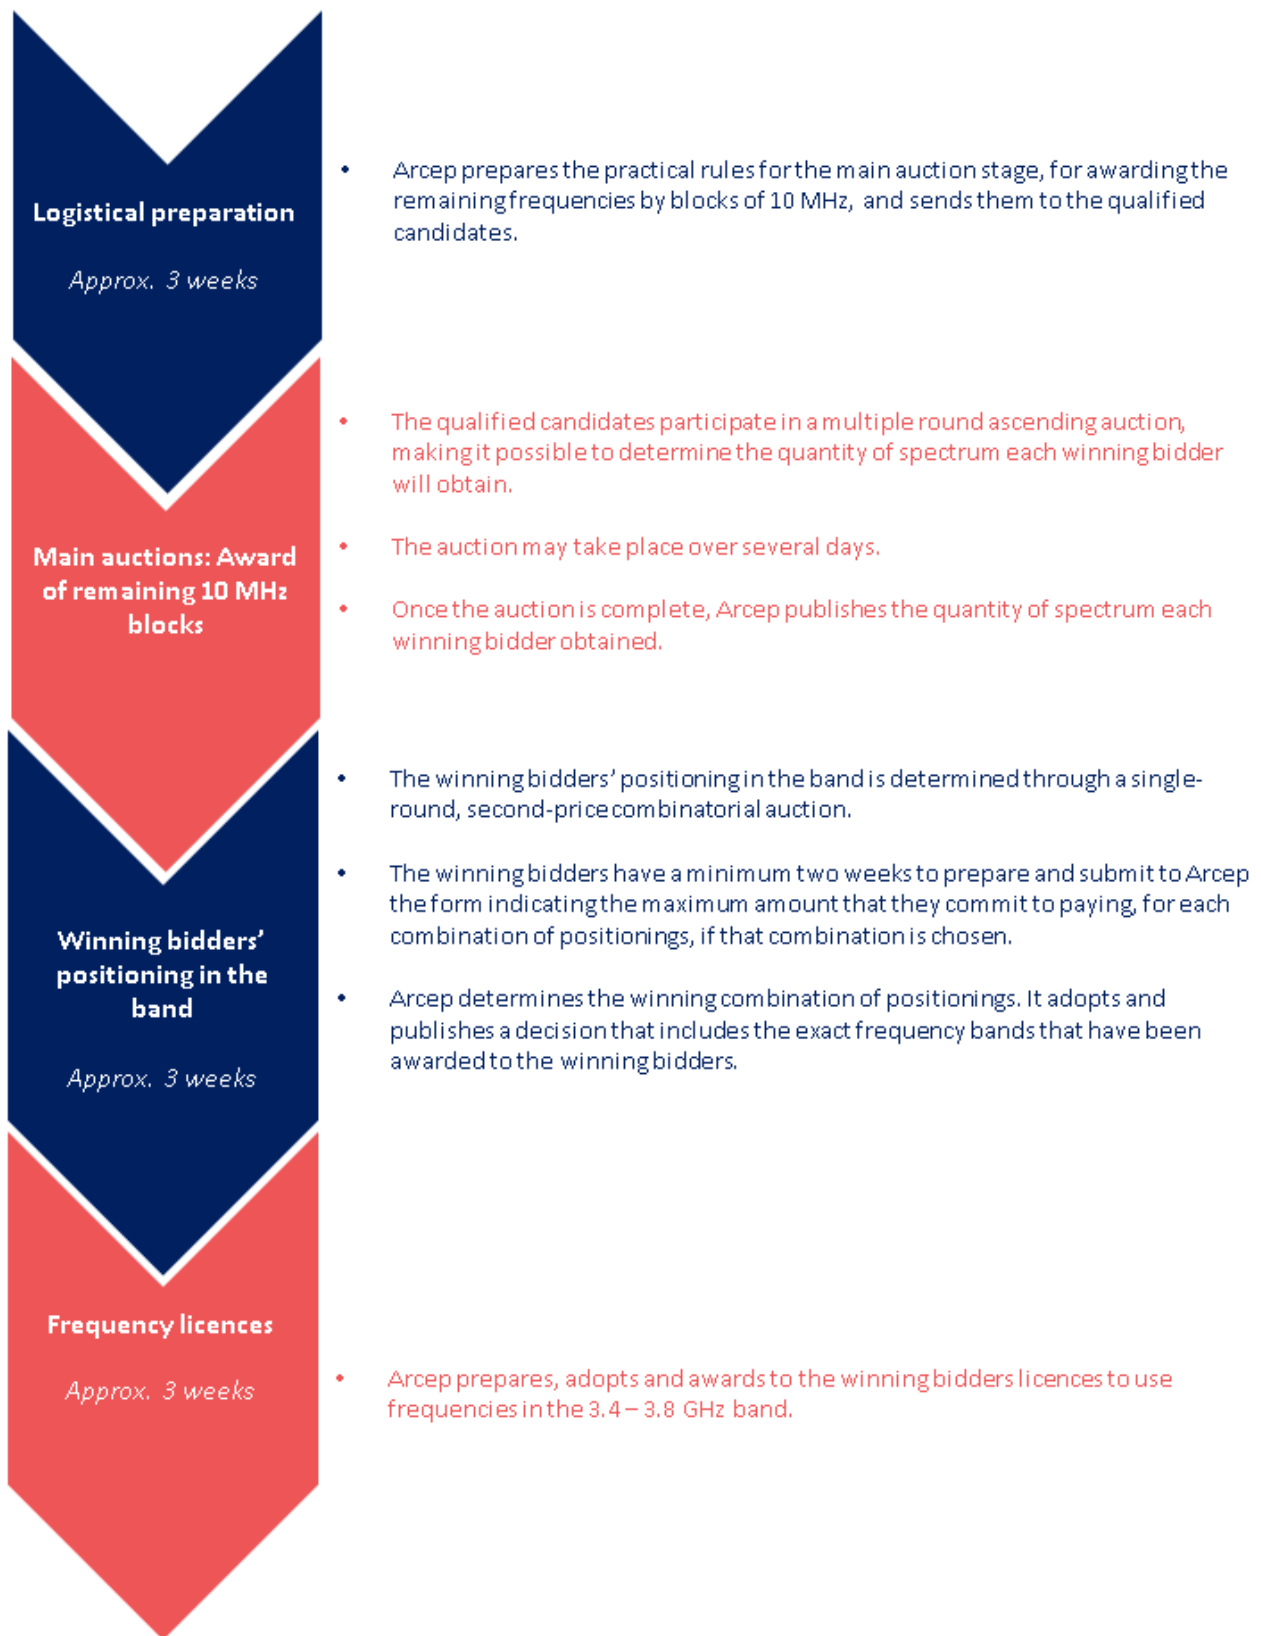 Logistical preparation
Approx. 3 weeks
• Arcep prepares the practical rules for the main auction stage, for awarding the
remaining frequencies by blocks of 10 MHz, and sends them to the qualified
candidates.
Main auctions: Award
of remaining 10 MHz
blocks
• The qualified candidates participate in a multiple round ascending auction,
making it possible to determine the quantity of spectrum each winning bidder
will obtain.
• The auction may take place over several days.
• Once the auction is complete, Arcep publishes the quantity of spectrum each
winning bidder obtained.
Winning bidders’
positioning in the
band
Approx. 3 weeks
• The winning bidders’ positioning in the band is determined through a single-
round, second-price combinatorial auction.
• The winning bidders have a minimum two weeks to prepare and submit to Arcep
the form indicating the maximum amount that they commit to paying, for each
combination of positionings, if that combination is chosen.
• Arcep determines the winning combination of positionings. It adopts and
publishes a decision that includes the exact frequency bands that have been
awarded to the winning bidders.
Frequency licences
Approx. 3 weeks
• Arcep prepares, adopts and awards to the winning bidders licences to use
frequencies in the 3.4 – 3.8 GHz band.